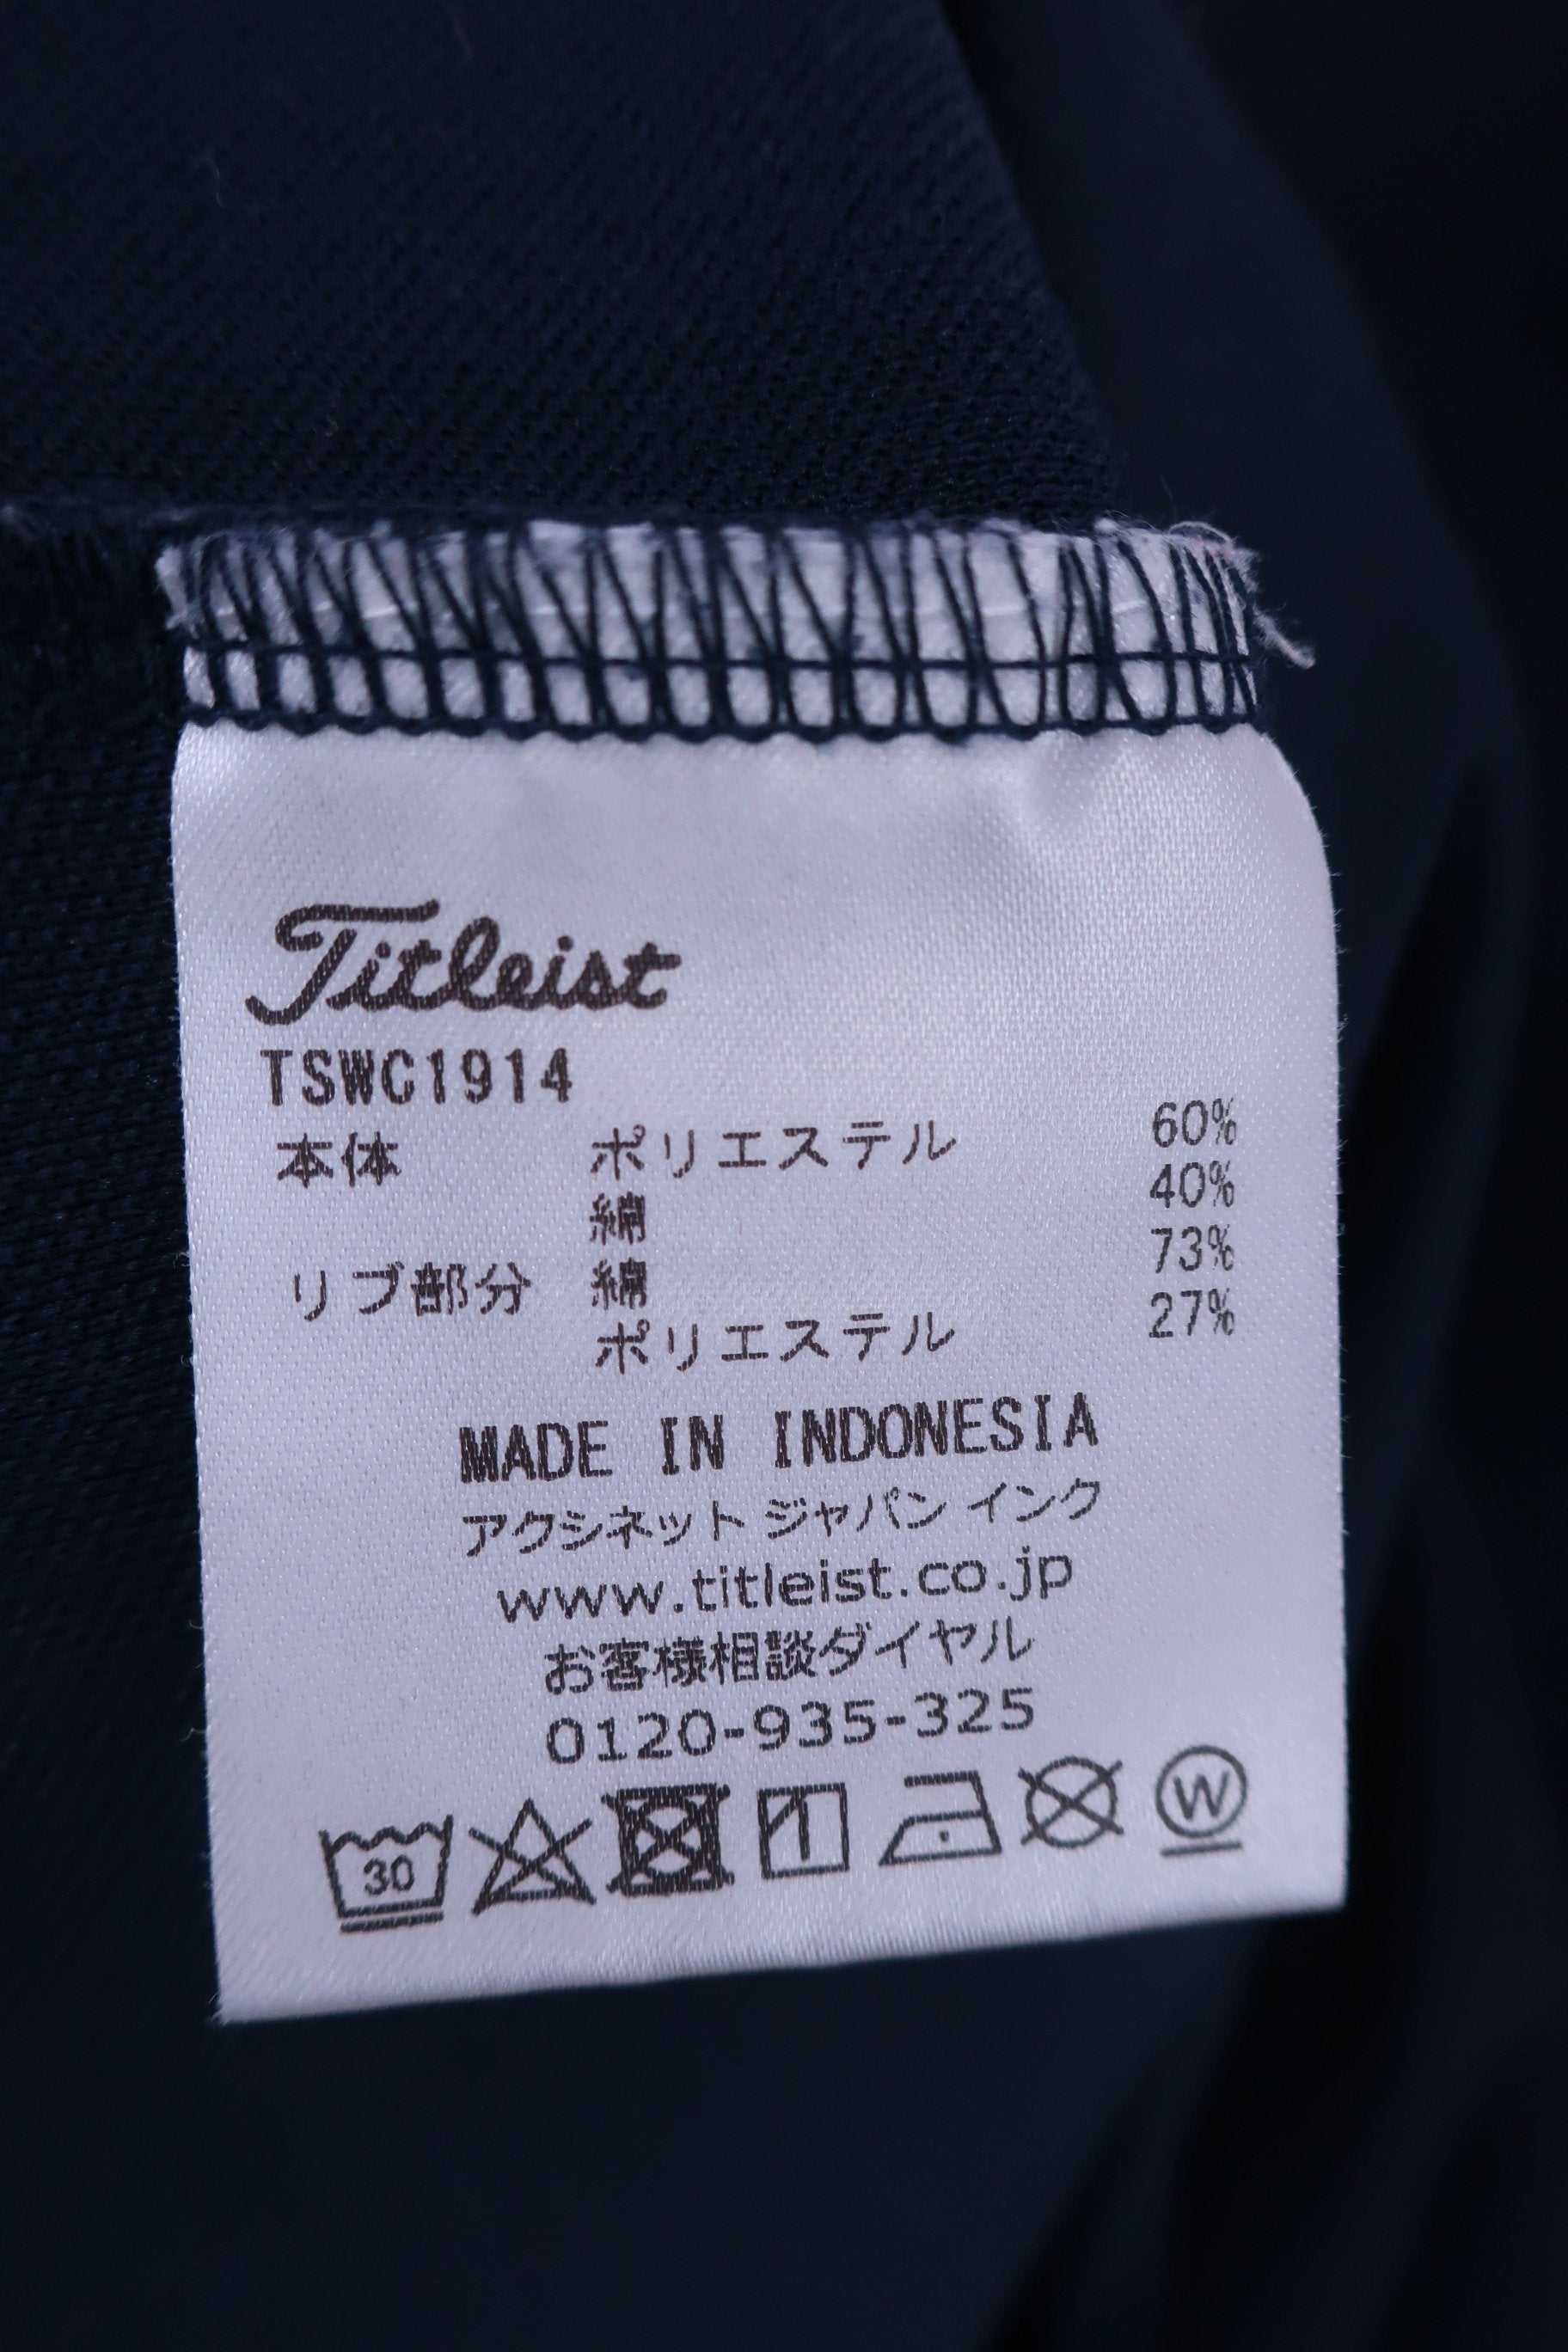 Titleist
TSWC1914
本体 ポリエステル 60%
綿 40%
リブ部分 綿 73%
ポリエステル 27%
MADE IN INDONESIA
アクシネット ジャパン インク
www.titleist.co.jp
お客様相談ダイヤル
0120-935-325
30 W